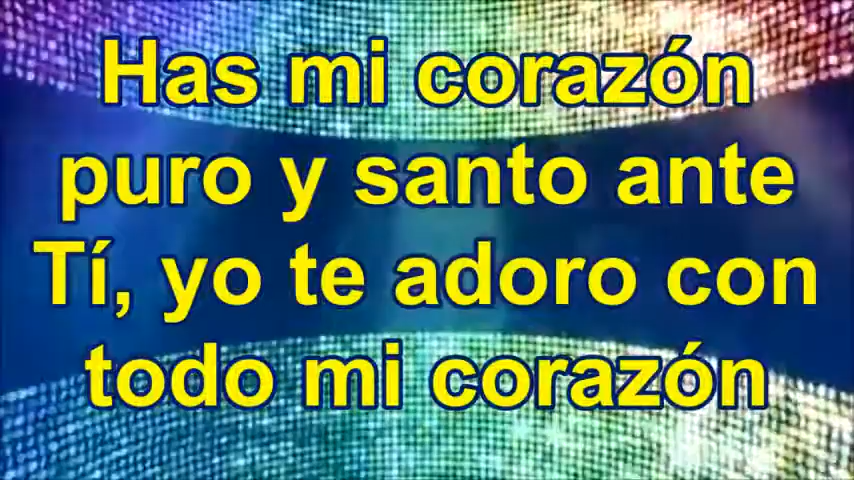 Has mi corazón
puro y santo ante
Tí, yo te adoro con
todo mi corazón